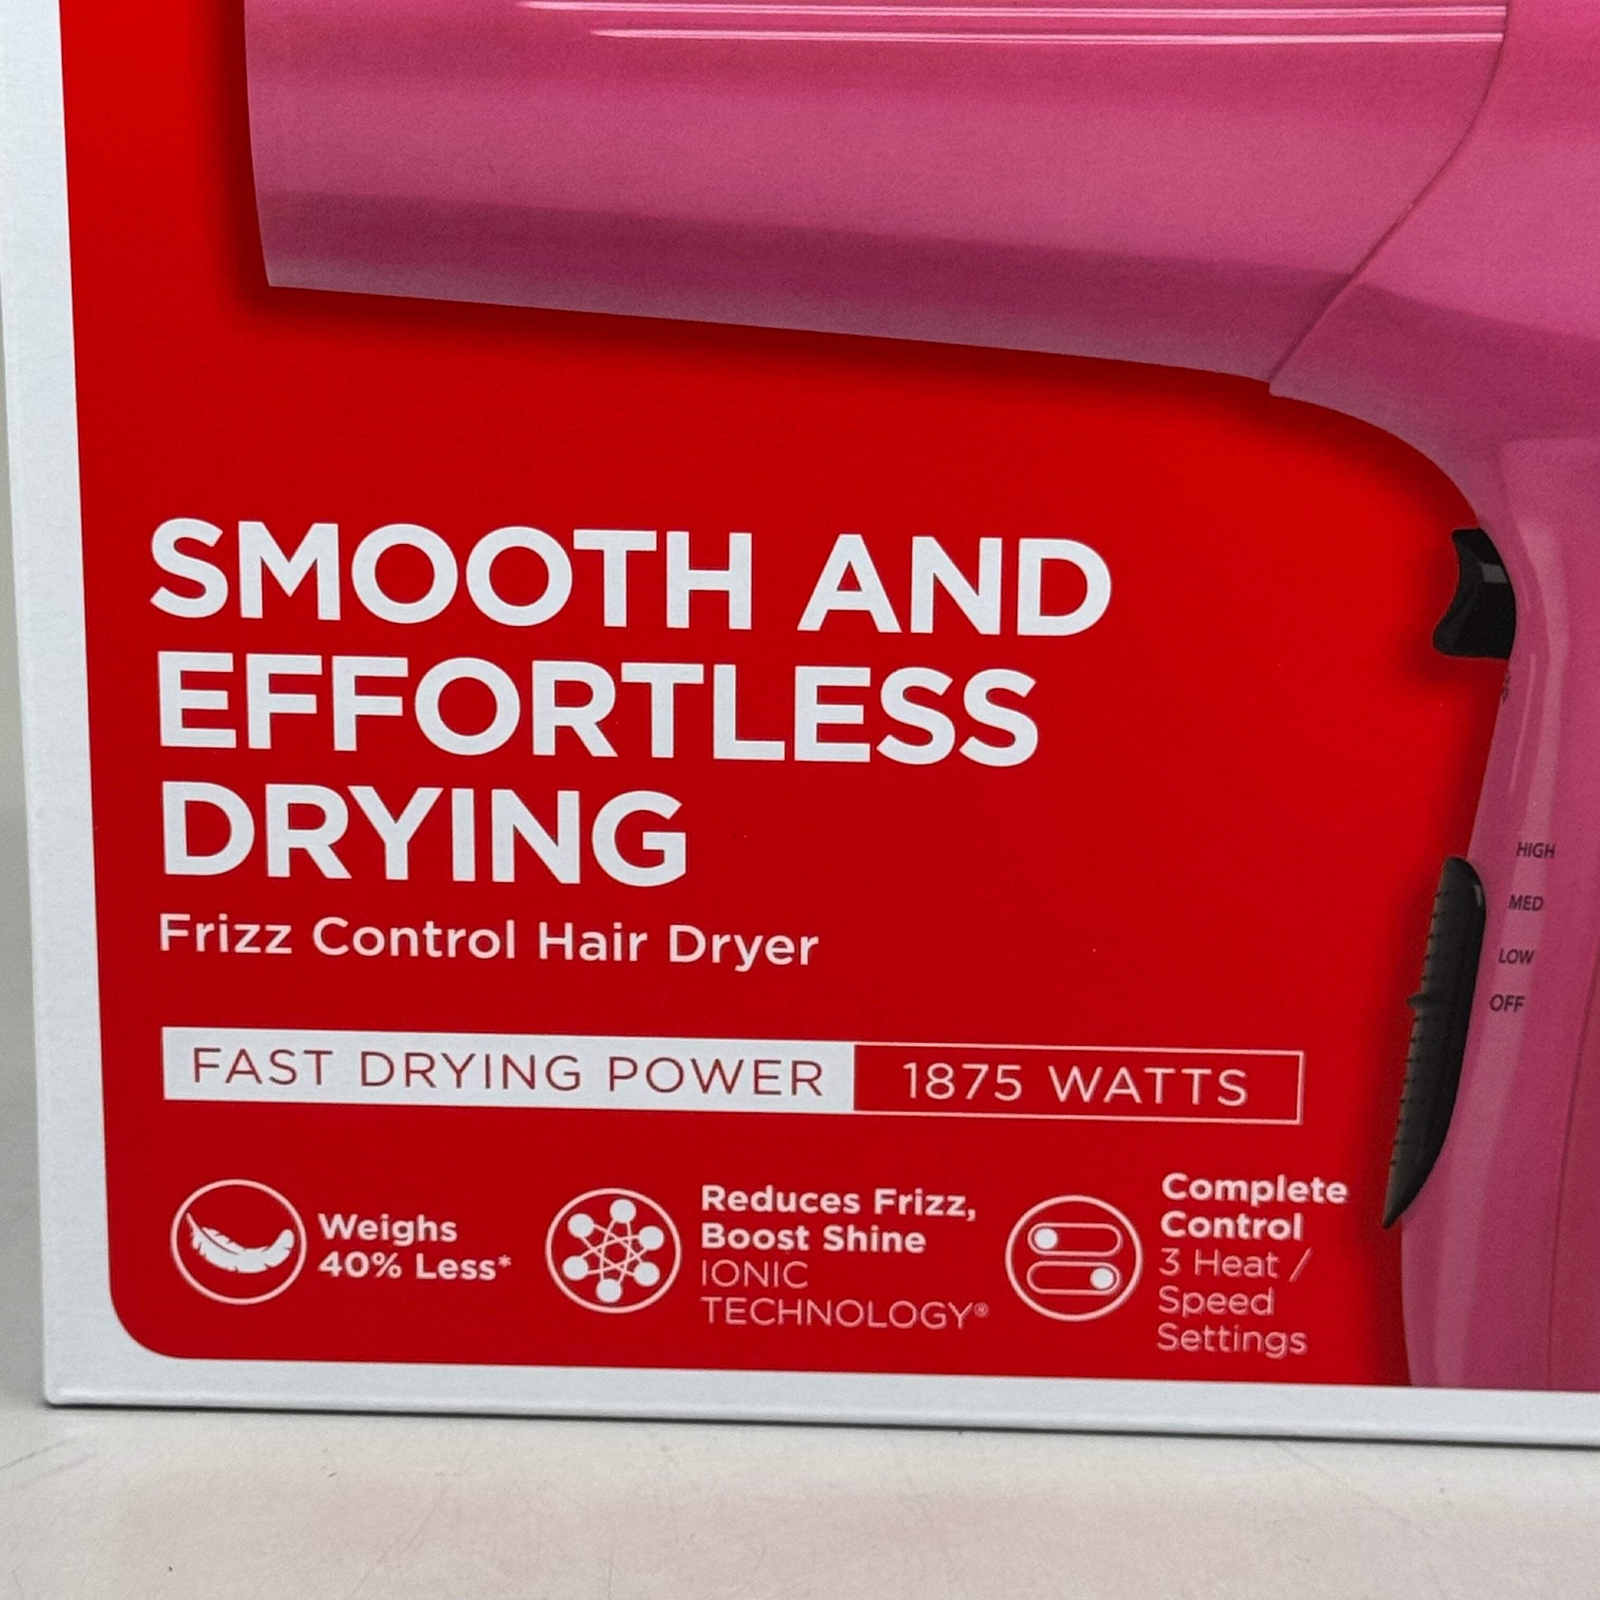 SMOOTH AND
EFFORTLESS
DRYING
Frizz Control Hair Dryer
FAST DRYING POWER 1875 WATTS
Weighs
40% Less*
Reduces Frizz,
Boost Shine
IONIC
TECHNOLOGY®
Complete
Control
3 Heat /
Speed
Settings
HIGH
MED
LOW
OFF